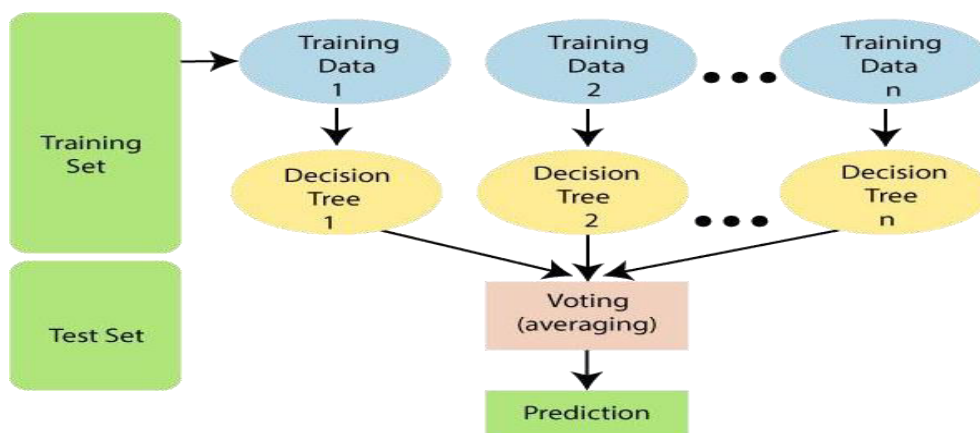 Training
Set
Training
Data
1
Training
Data
2
Training
Data
n
Decision
Tree
1
Decision
Tree
2
Decision
Tree
n
Test Set
Voting
(averaging)
Prediction